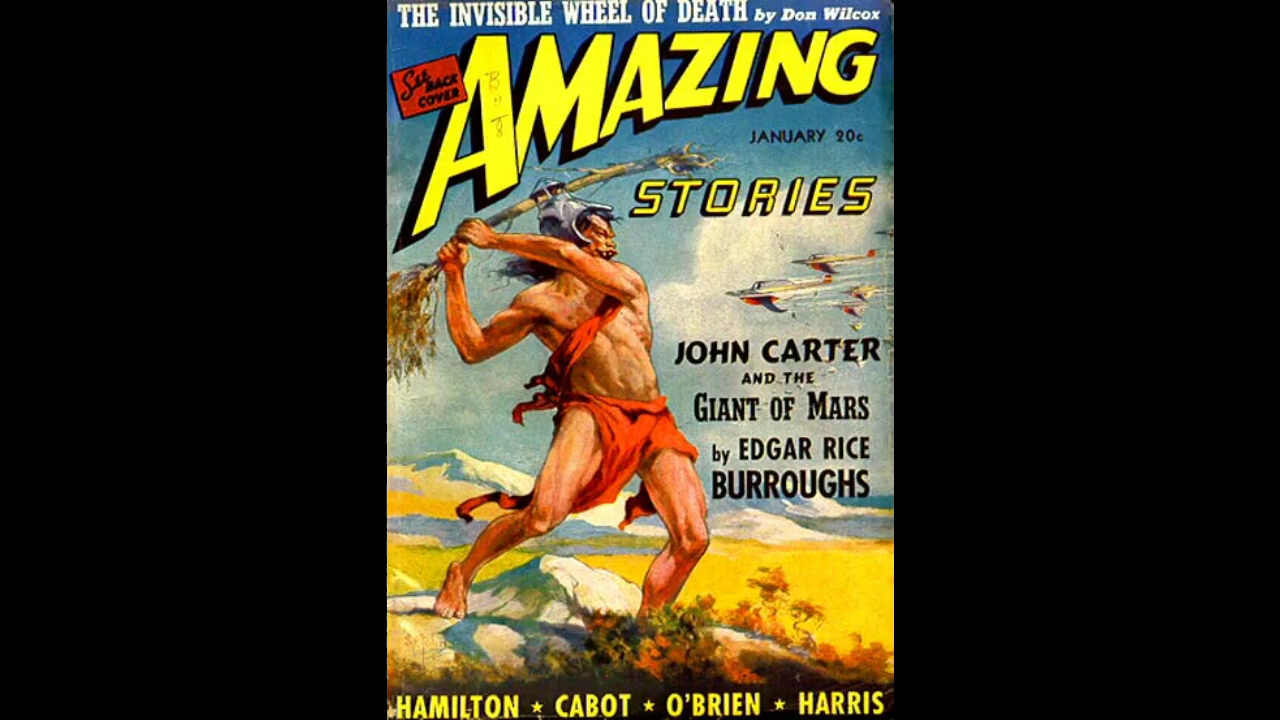 THE INVISIBLE WHEEL OF DEATH by Don Wilcox
See
BACK
COVER
AMAZING
JANUARY 20c
STORIES
JOHN CARTER
AND THE
GIANT OF MARS
by EDGAR RICE
BURROUGHS
HAMILTON ★ CABOT ★ O'BRIEN ★ HARRIS